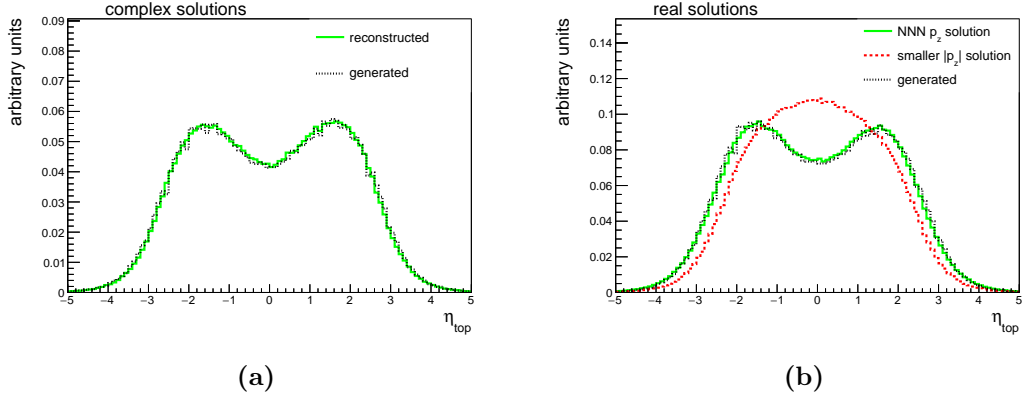 complex solutions
arbitrary units
0.09
0.08
0.07
0.06
0.05
0.04
0.03
0.02
0.01
0
reconstructed
generated
−5 −4 −3 −2 −1 0 1 2 3 4 5
η_top
(a)
real solutions
arbitrary units
0.14
0.12
0.1
0.08
0.06
0.04
0.02
0
NNN p_z solution
smaller |p_z| solution
generated
−5 −4 −3 −2 −1 0 1 2 3 4 5
η_top
(b)